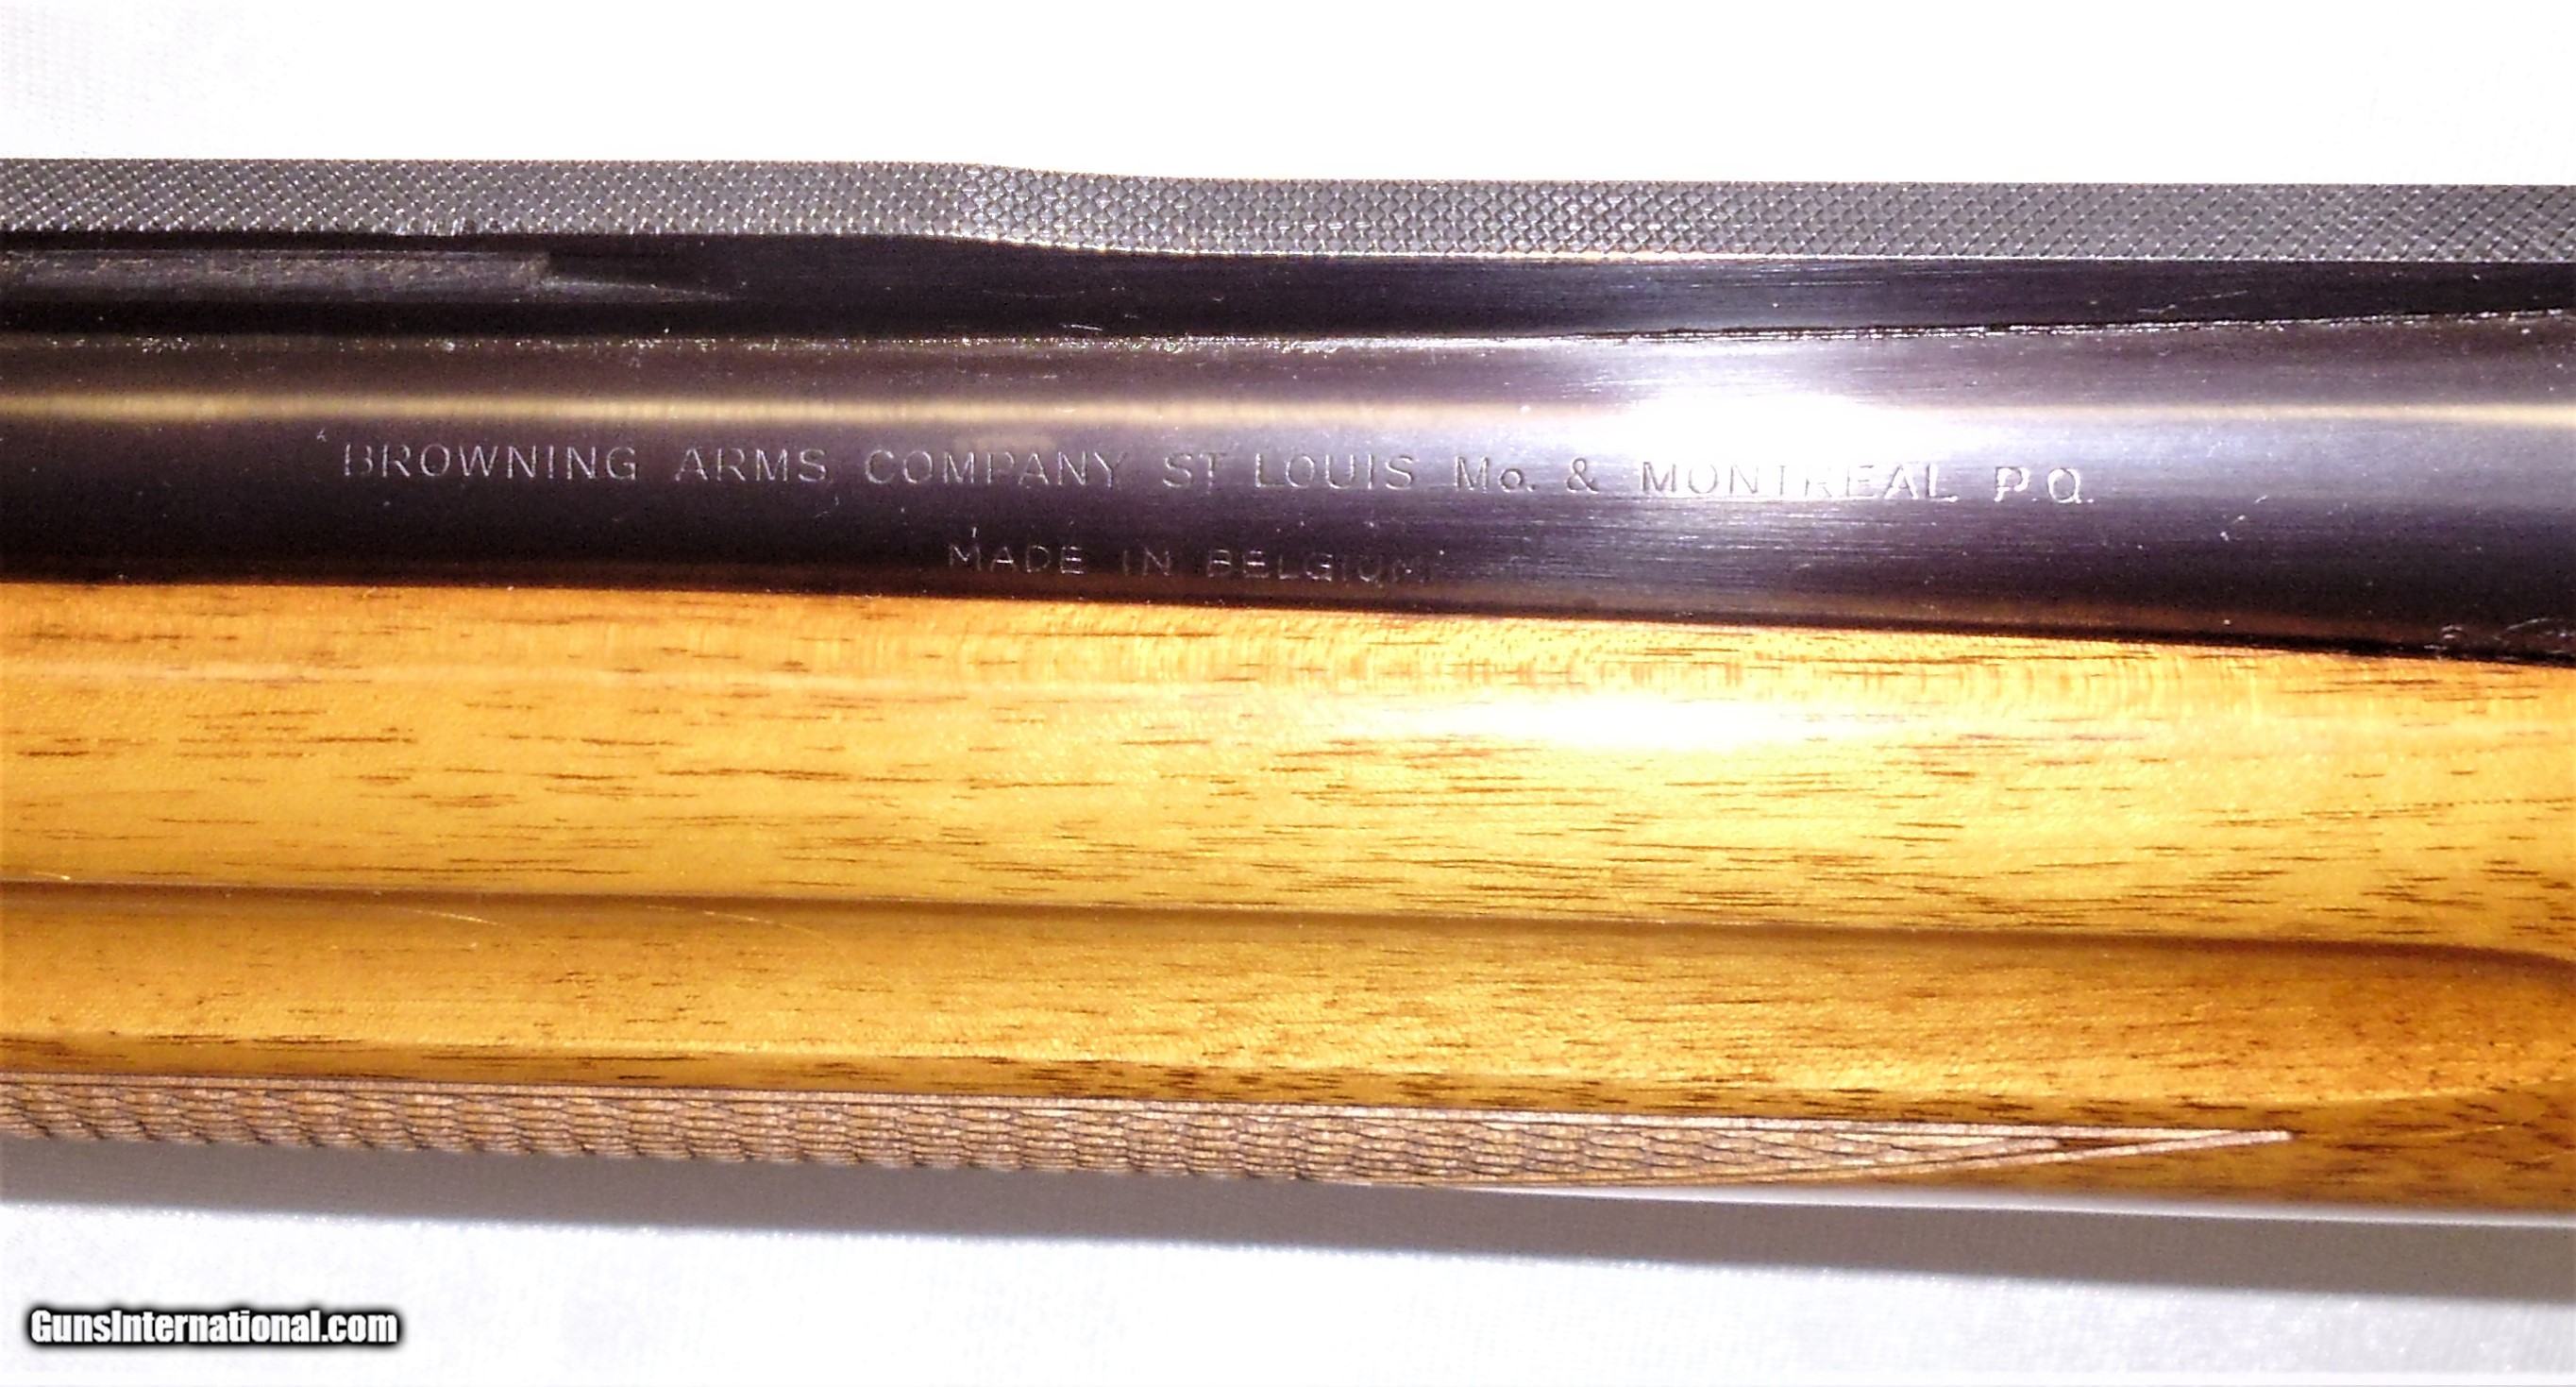 BROWNING ARMS COMPANY ST LOUIS Mo. & MONTREAL P.Q.
MADE IN BELGIUM
GunsInternational.com